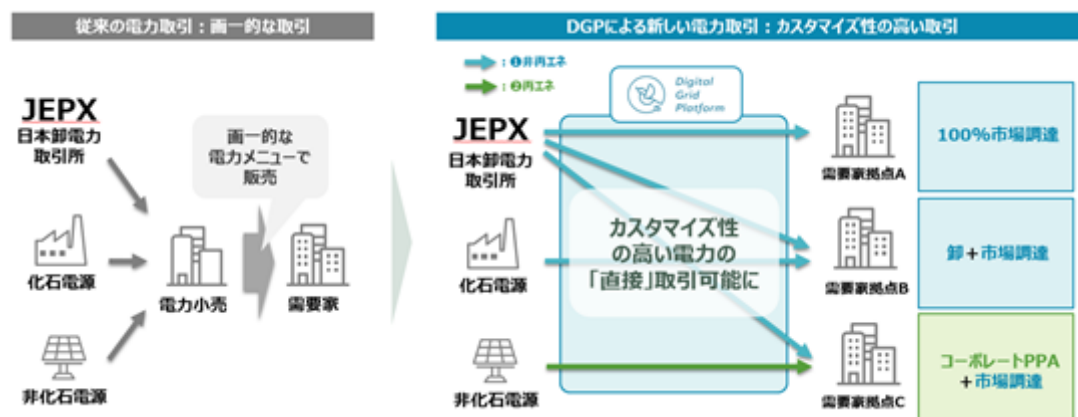 従来の電力取引：画一的な取引
JEPX
日本卸電力
取引所
化石電源
非化石電源
電力小売
画一的な
電力メニューで
販売
需要家
DGPによる新しい電力取引：カスタマイズ性の高い取引
：❶非再エネ
：❷再エネ
Digital
Grid
Platform
JEPX
日本卸電力
取引所
化石電源
非化石電源
カスタマイズ性
の高い電力の
「直接」取引可能に
需要家拠点A
100%市場調達
需要家拠点B
卸+市場調達
需要家拠点C
コーポレートPPA
+市場調達